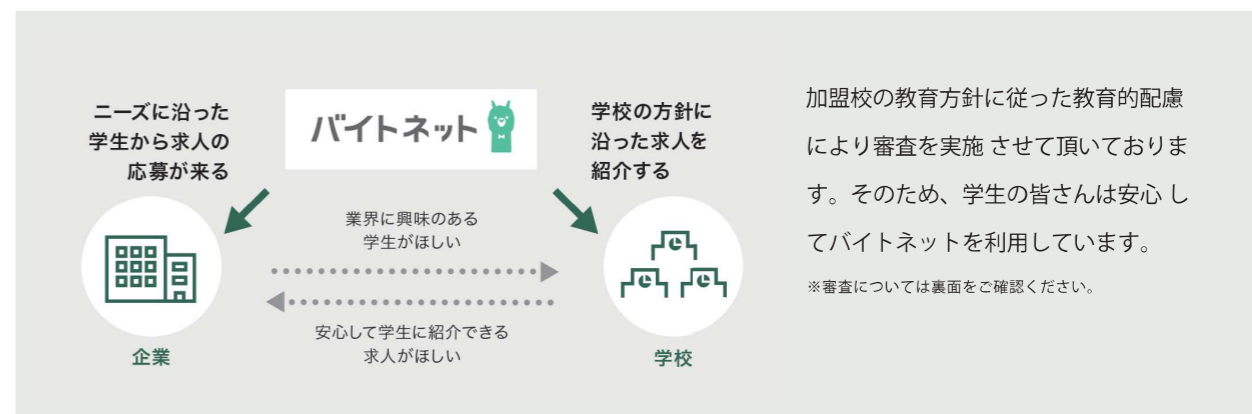 ニーズに沿った
学生から求人の
応募が来る
バイトネット
学校の方針に
沿った求人を
紹介する
業界に興味のある
学生がほしい
安心して学生に紹介できる
求人がほしい
企業
学校
加盟校の教育方針に従った教育的配慮
により審査を実施 させて頂いておりま
す。そのため、学生の皆さんは安心 し
てバイトネットを利用しています。
※審査については裏面をご確認ください。